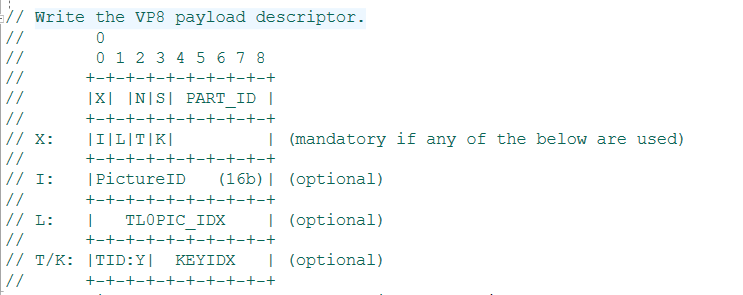 // Write the VP8 payload descriptor.
//       0
//       0 1 2 3 4 5 6 7 8
//      +-+-+-+-+-+-+-+-+-+
//      |X| |N|S| PART_ID |
//      +-+-+-+-+-+-+-+-+-+
// X:   |I|L|T|K|         | (mandatory if any of the below are used)
//      +-+-+-+-+-+-+-+-+-+
// I:   |PictureID   (16b)| (optional)
//      +-+-+-+-+-+-+-+-+-+
// L:   |   TL0PIC_IDX    | (optional)
//      +-+-+-+-+-+-+-+-+-+
// T/K: |TID:Y|  KEYIDX   | (optional)
//      +-+-+-+-+-+-+-+-+-+